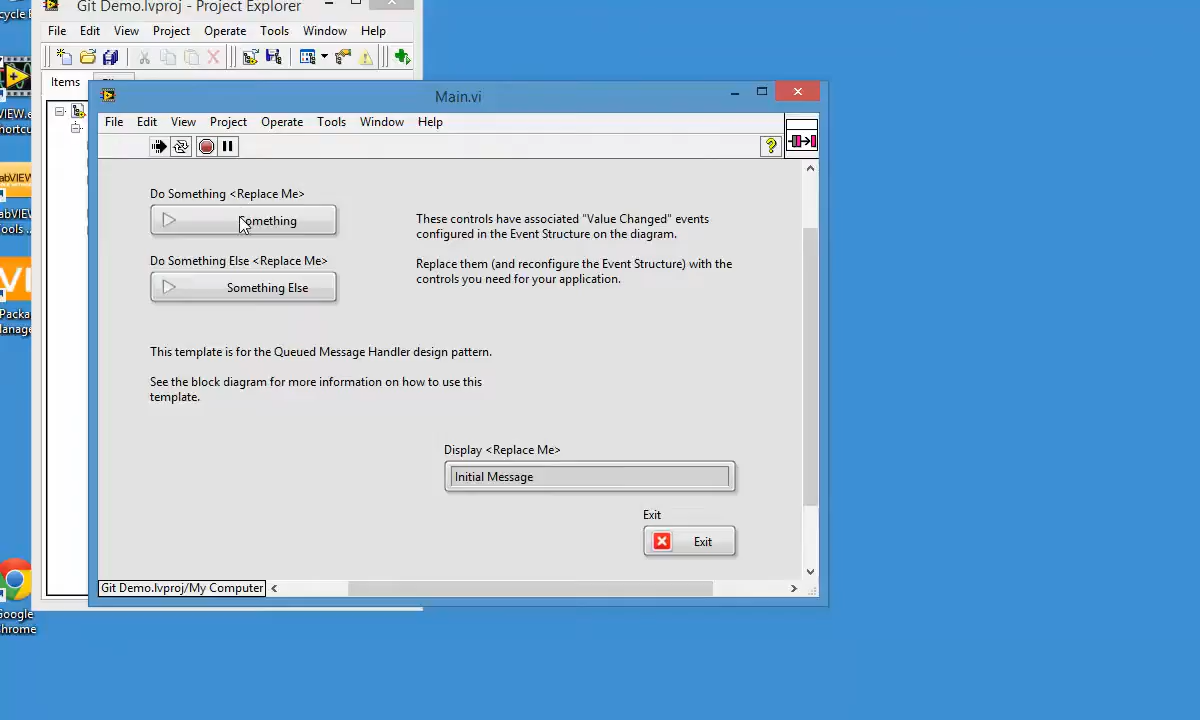 cycle
Git Demo.lvproj - Project Explorer
File Edit View Project Operate Tools Window Help
Items
Main.vi
File Edit View Project Operate Tools Window Help
Do Something <Replace Me>
Something
Do Something Else <Replace Me>
Something Else
These controls have associated "Value Changed" events
configured in the Event Structure on the diagram.
Replace them (and reconfigure the Event Structure) with the
controls you need for your application.
This template is for the Queued Message Handler design pattern.
See the block diagram for more information on how to use this
template.
Display <Replace Me>
Initial Message
Exit
Exit
Git Demo.lvproj/My Computer
Google
Chrome